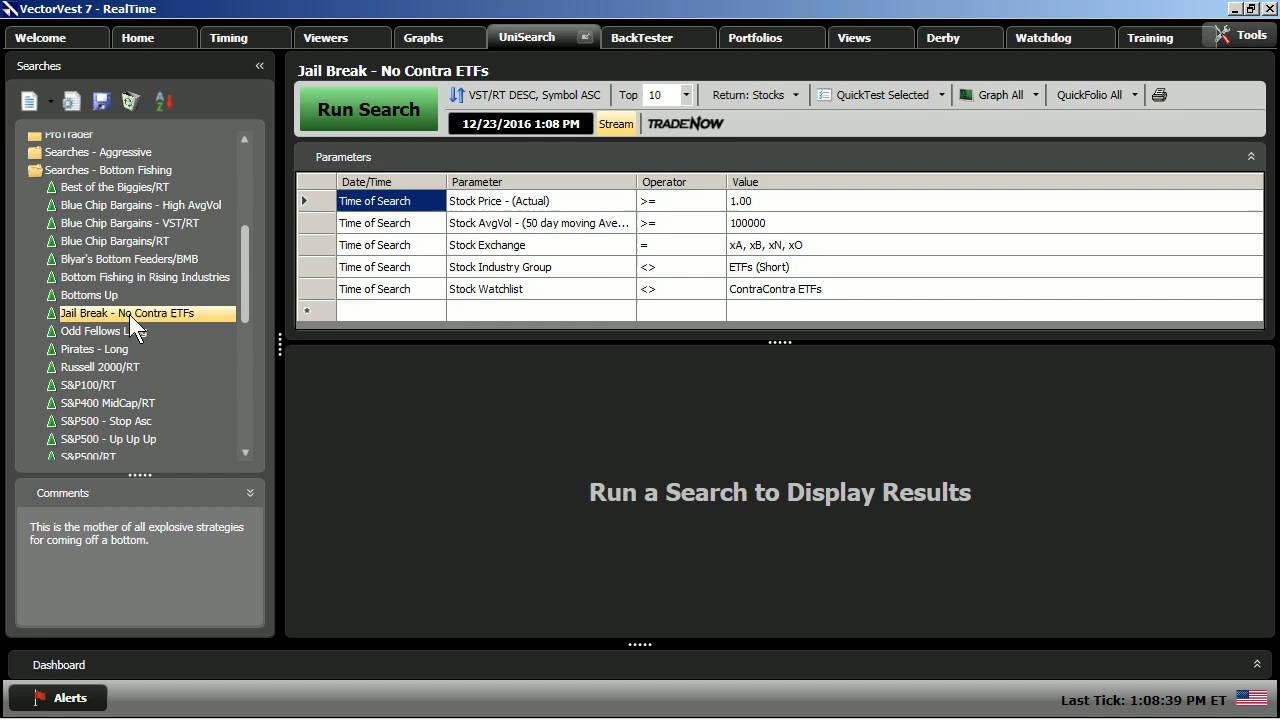 VectorVest 7 - RealTime
Welcome Home Timing Viewers Graphs UniSearch BackTester Portfolios Views Derby Watchdog Training Tools
Searches
ProTrader
Searches - Aggressive
Searches - Bottom Fishing
Best of the Biggies/RT
Blue Chip Bargains - High AvgVol
Blue Chip Bargains - VST/RT
Blue Chip Bargains/RT
Blyar's Bottom Feeders/BMB
Bottom Fishing in Rising Industries
Bottoms Up
Jail Break - No Contra ETFs
Odd Fellows
Pirates - Long
Russell 2000/RT
S&P100/RT
S&P400 MidCap/RT
S&P500 - Stop Asc
S&P500 - Up Up Up
S&P500/RT
Comments
This is the mother of all explosive strategies
for coming off a bottom.
Jail Break - No Contra ETFs
Run Search
VST/RT DESC, Symbol ASC Top 10 Return: Stocks QuickTest Selected Graph All QuickFolio All
12/23/2016 1:08 PM Stream TRADENOW
Parameters
Date/Time Parameter Operator Value
Time of Search Stock Price - (Actual) >= 1.00
Time of Search Stock AvgVol - (50 day moving Ave... >= 100000
Time of Search Stock Exchange = xA, xB, xN, xO
Time of Search Stock Industry Group <> ETFs (Short)
Time of Search Stock Watchlist <> ContraContra ETFs
Run a Search to Display Results
Dashboard
Alerts
Last Tick: 1:08:39 PM ET